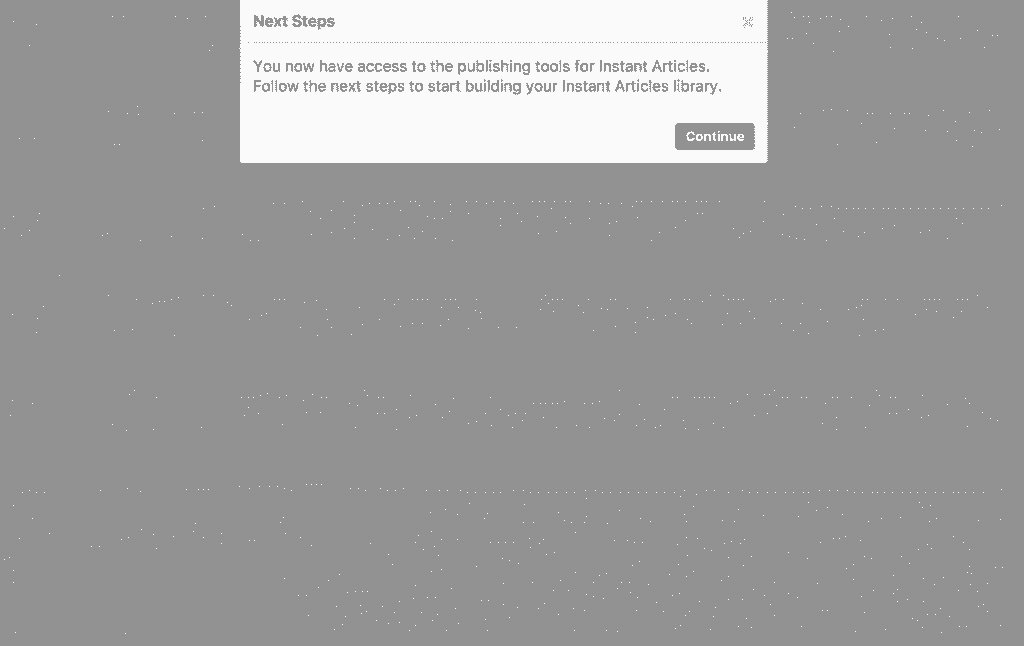 Next Steps
You now have access to the publishing tools for Instant Articles.
Follow the next steps to start building your Instant Articles library.
Continue